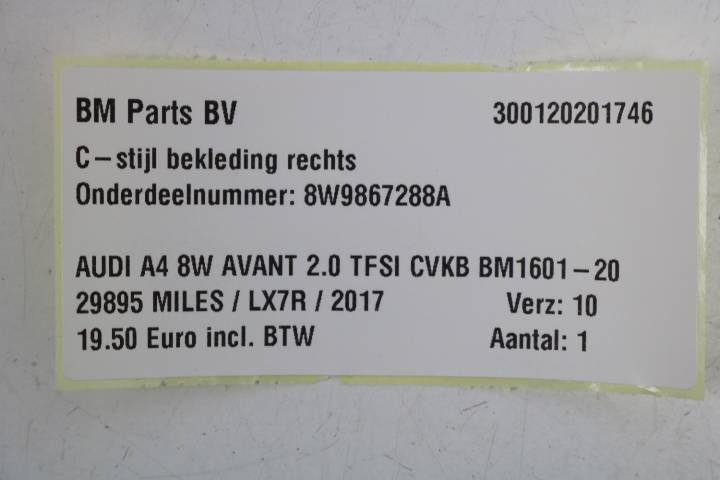 BM Parts BV 300120201746
C-stijl bekleding rechts
Onderdeelnummer: 8W9867288A
AUDI A4 8W AVANT 2.0 TFSI CVKB BM1601-20
29895 MILES / LX7R / 2017 Verz: 10
19.50 Euro incl. BTW Aantal: 1